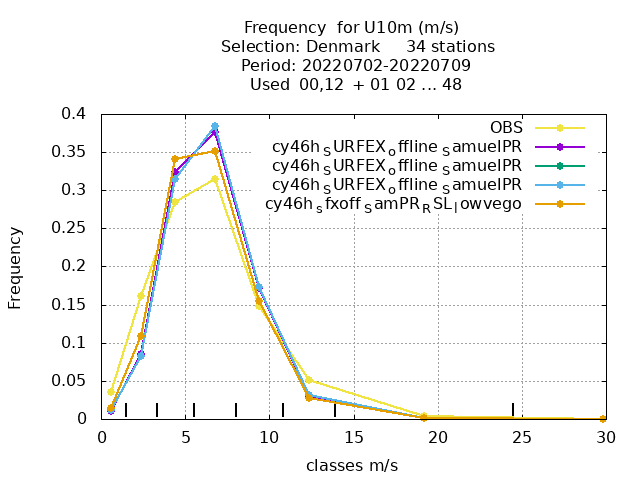 Frequency  for U10m (m/s)
Selection: Denmark     34 stations
Period: 20220702-20220709
Used  00,12  + 01 02 ... 48
OBS
cy46h_SURFEX_offline_SamuelPR
cy46h_SURFEX_offline_SamuelPR
cy46h_SURFEX_offline_SamuelPR
cy46h_sfxoff_SamPR_RSL_lowvego
Frequency
0.4
0.35
0.3
0.25
0.2
0.15
0.1
0.05
0
0 5 10 15 20 25 30
classes m/s